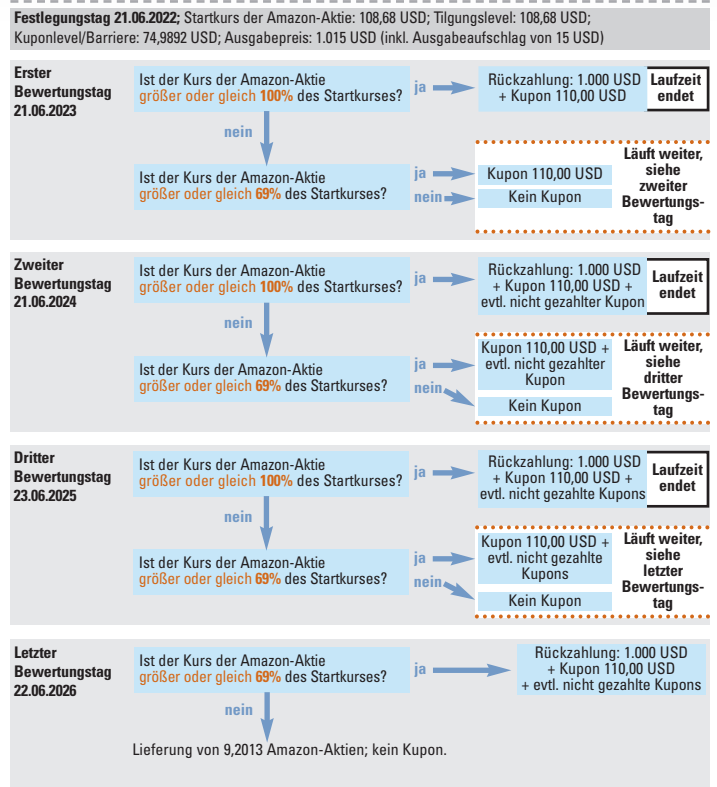 Festlegungstag 21.06.2022; Startkurs der Amazon-Aktie: 108,68 USD; Tilgungslevel: 108,68 USD;
Kuponlevel/Barriere: 74,9892 USD; Ausgabepreis: 1.015 USD (inkl. Ausgabeaufschlag von 15 USD)
Erster
Bewertungstag
21.06.2023
Ist der Kurs der Amazon-Aktie
größer oder gleich 100% des Startkurses?
ja
Rückzahlung: 1.000 USD
+ Kupon 110,00 USD
Laufzeit
endet
nein
Ist der Kurs der Amazon-Aktie
größer oder gleich 69% des Startkurses?
ja
Kupon 110,00 USD
nein
Kein Kupon
Läuft weiter,
siehe
zweiter
Bewertungs-
tag
Zweiter
Bewertungstag
21.06.2024
Ist der Kurs der Amazon-Aktie
größer oder gleich 100% des Startkurses?
ja
Rückzahlung: 1.000 USD
+ Kupon 110,00 USD +
evtl. nicht gezahlter Kupon
Laufzeit
endet
nein
Ist der Kurs der Amazon-Aktie
größer oder gleich 69% des Startkurses?
ja
Kupon 110,00 USD +
evtl. nicht gezahlter
Kupon
nein
Kein Kupon
Läuft weiter,
siehe
dritter
Bewertungs-
tag
Dritter
Bewertungstag
23.06.2025
Ist der Kurs der Amazon-Aktie
größer oder gleich 100% des Startkurses?
ja
Rückzahlung: 1.000 USD
+ Kupon 110,00 USD +
evtl. nicht gezahlte Kupons
Laufzeit
endet
nein
Ist der Kurs der Amazon-Aktie
größer oder gleich 69% des Startkurses?
ja
Kupon 110,00 USD +
evtl. nicht gezahlte
Kupons
nein
Kein Kupon
Läuft weiter,
siehe
letzter
Bewertungs-
tag
Letzter
Bewertungstag
22.06.2026
Ist der Kurs der Amazon-Aktie
größer oder gleich 69% des Startkurses?
ja
Rückzahlung: 1.000 USD
+ Kupon 110,00 USD
+ evtl. nicht gezahlte Kupons
nein
Lieferung von 9,2013 Amazon-Aktien; kein Kupon.